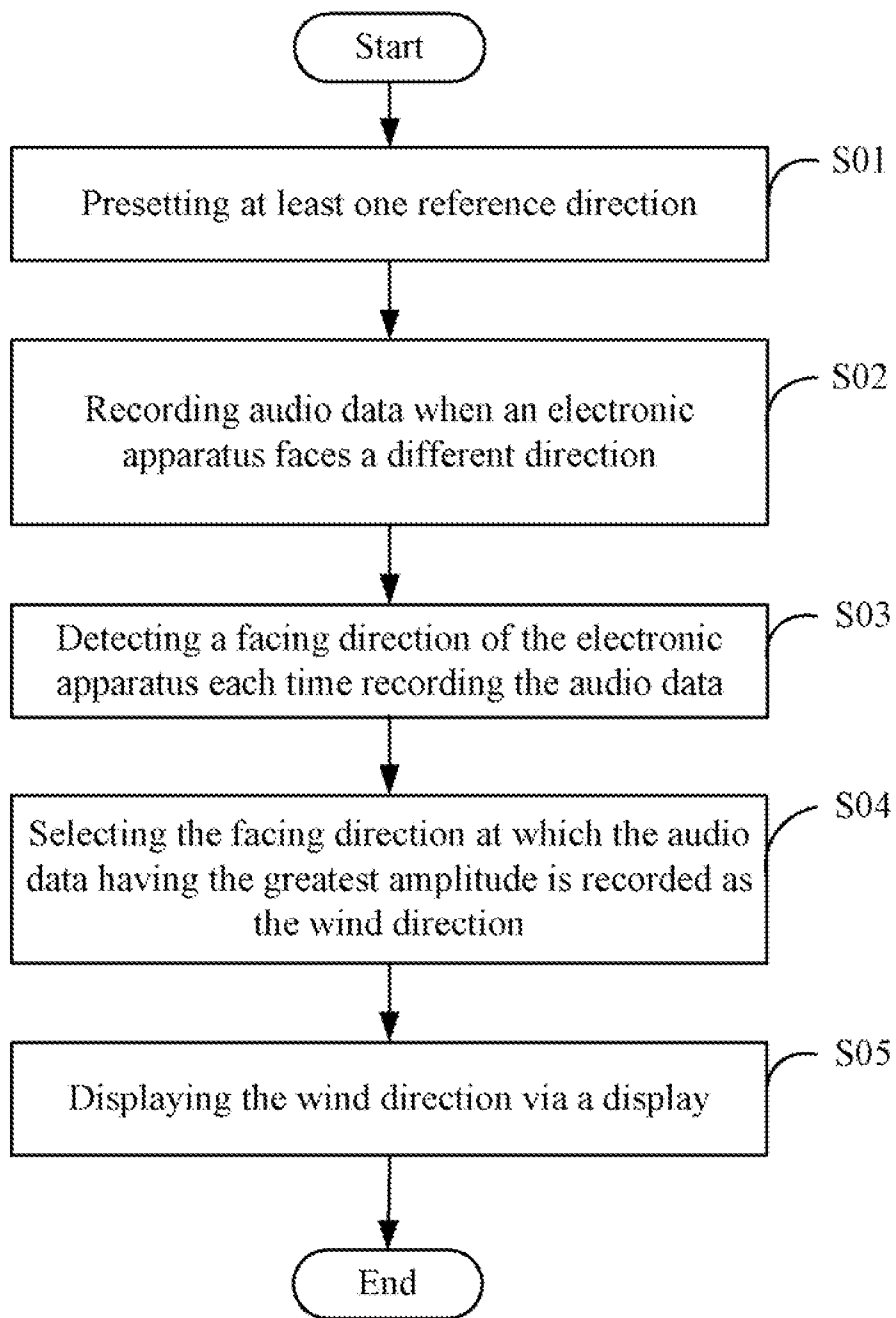 Start
S01
Presetting at least one reference direction
S02
Recording audio data when an electronic
apparatus faces a different direction
S03
Detecting a facing direction of the electronic
apparatus each time recording the audio data
S04
Selecting the facing direction at which the audio
data having the greatest amplitude is recorded as
the wind direction
S05
Displaying the wind direction via a display
End